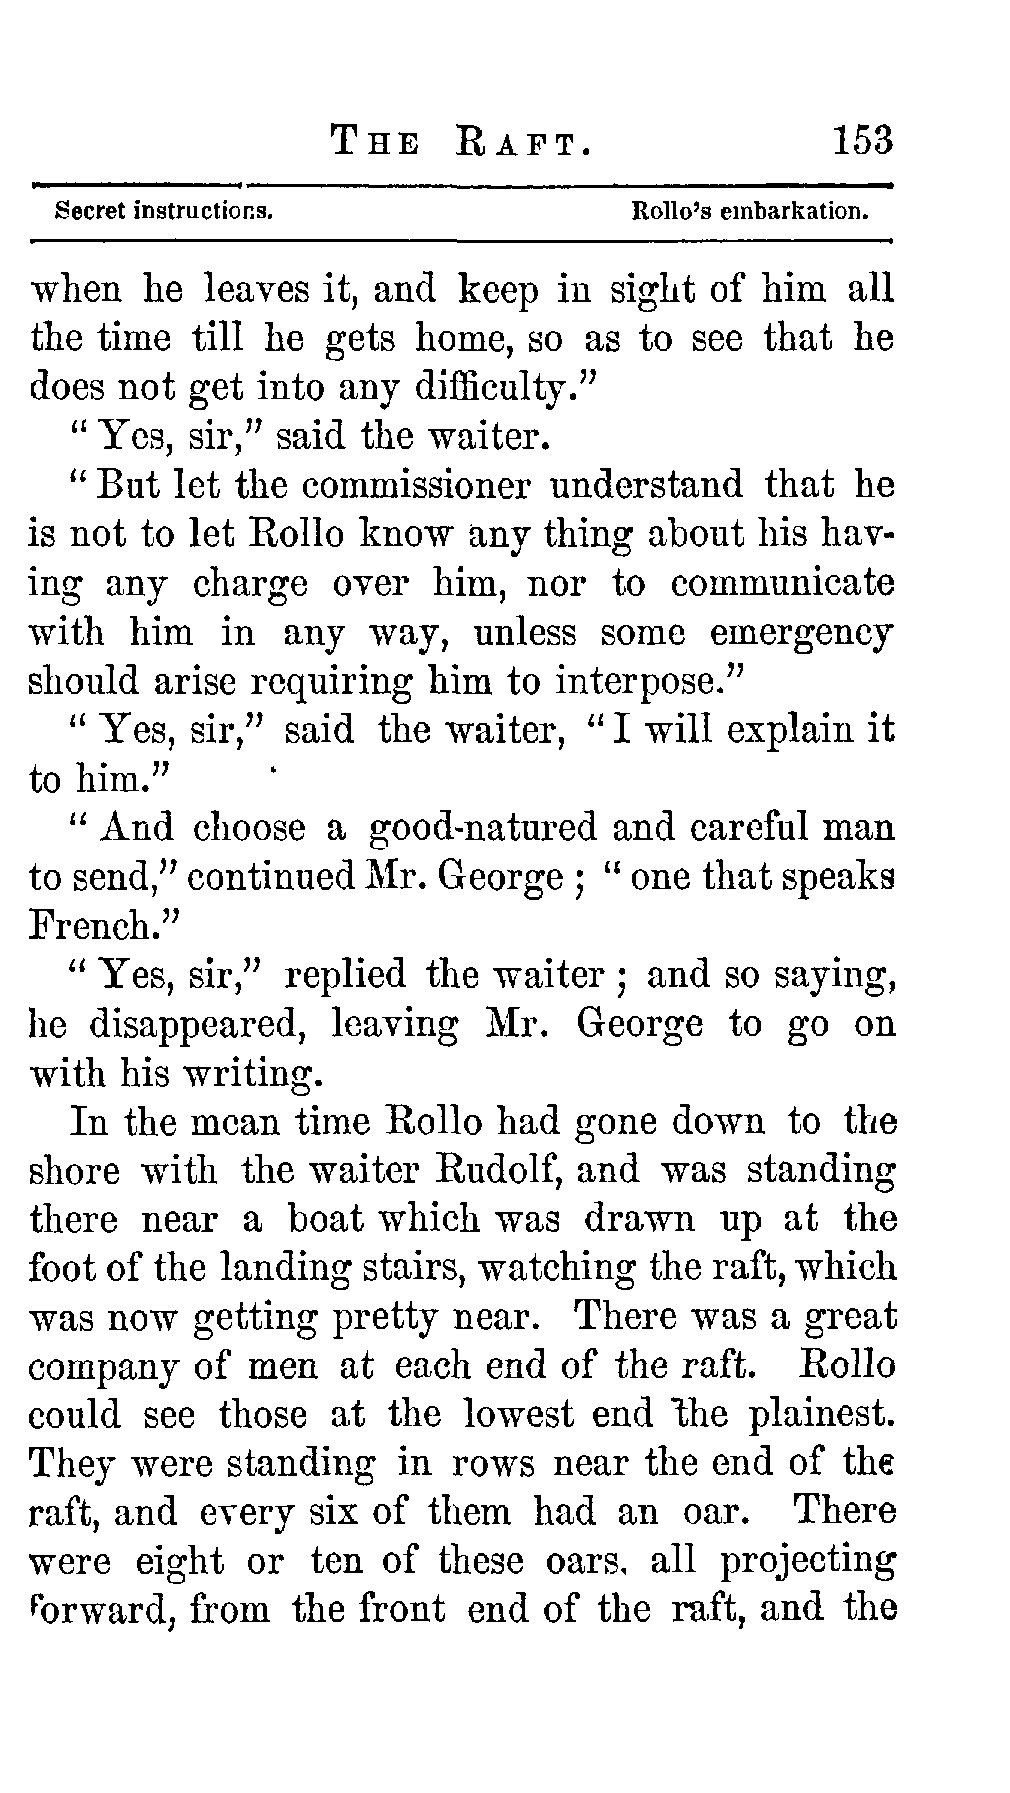 THE RAFT. 153
Secret instructions. Rollo's embarkation.
when he leaves it, and keep in sight of him all
the time till he gets home, so as to see that he
does not get into any difficulty."
"Yes, sir," said the waiter.
"But let the commissioner understand that he
is not to let Rollo know any thing about his hav-
ing any charge over him, nor to communicate
with him in any way, unless some emergency
should arise requiring him to interpose."
"Yes, sir," said the waiter, "I will explain it
to him."
"And choose a good-natured and careful man
to send," continued Mr. George; "one that speaks
French."
"Yes, sir," replied the waiter; and so saying,
he disappeared, leaving Mr. George to go on
with his writing.
In the mean time Rollo had gone down to the
shore with the waiter Rudolf, and was standing
there near a boat which was drawn up at the
foot of the landing stairs, watching the raft, which
was now getting pretty near. There was a great
company of men at each end of the raft. Rollo
could see those at the lowest end the plainest.
They were standing in rows near the end of the
raft, and every six of them had an oar. There
were eight or ten of these oars, all projecting
forward, from the front end of the raft, and the